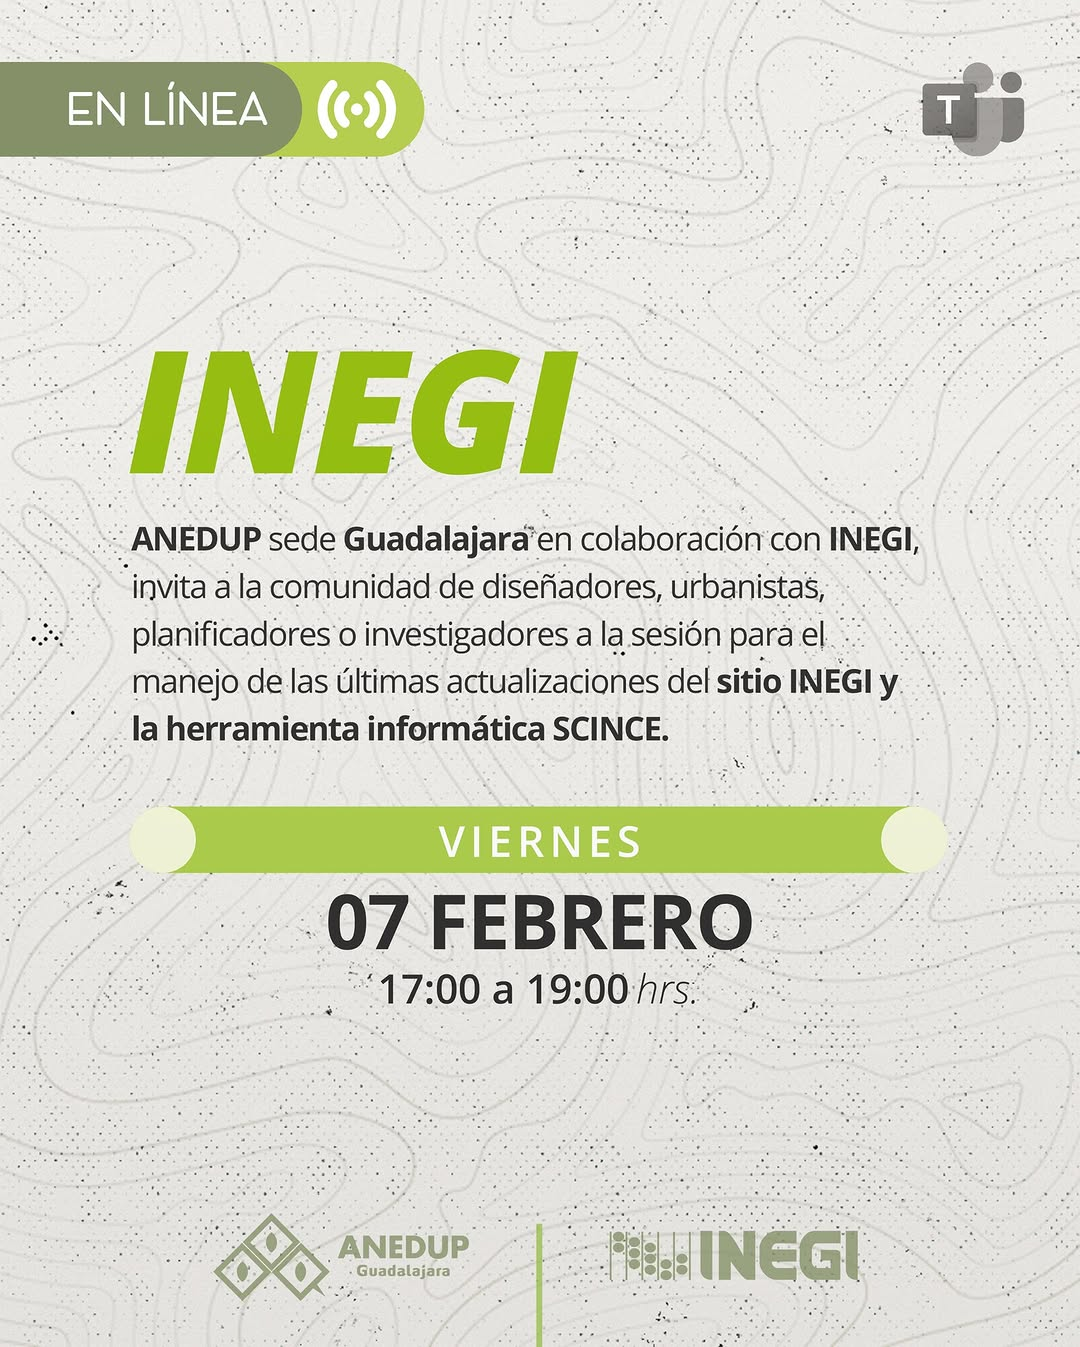 EN LÍNEA
T
INEGI
ANEDUP sede Guadalajara en colaboración con INEGI,
invita a la comunidad de diseñadores, urbanistas,
planificadores o investigadores a la sesión para el
manejo de las últimas actualizaciones del sitio INEGI y
la herramienta informática SCINCE.
VIERNES
07 FEBRERO
17:00 a 19:00 hrs.
ANEDUP
Guadalajara
INEGI